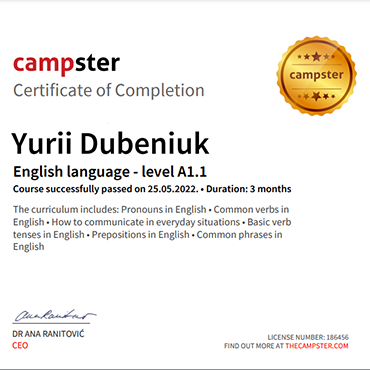 campster
Certificate of Completion
campster
Yurii Dubeniuk
English language - level A1.1
Course successfully passed on 25.05.2022. • Duration: 3 months
The curriculum includes: Pronouns in English • Common verbs in
English • How to communicate in everyday situations • Basic verb
tenses in English • Prepositions in English • Common phrases in
English
Ana Ranitović
DR ANA RANITOVIĆ
CEO
LICENSE NUMBER: 186456
FIND OUT MORE AT THECAMPSTER.COM